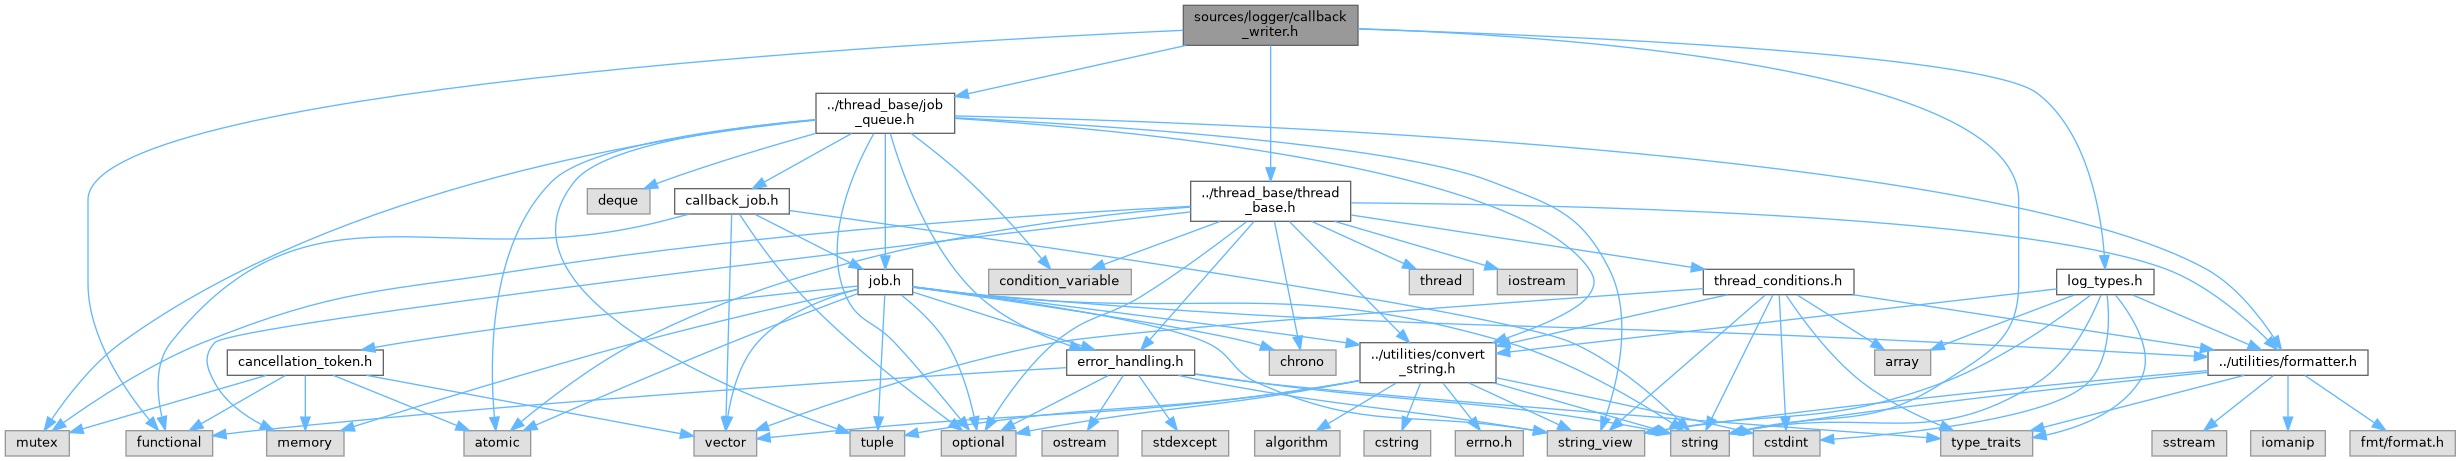 sources/logger/callback
_writer.h
../thread_base/job
_queue.h
../thread_base/thread
_base.h
deque
callback_job.h
job.h
condition_variable
thread
iostream
thread_conditions.h
log_types.h
cancellation_token.h
error_handling.h
chrono
../utilities/convert
_string.h
array
../utilities/formatter.h
mutex
functional
memory
atomic
vector
tuple
optional
ostream
stdexcept
algorithm
cstring
errno.h
string_view
string
cstdint
type_traits
sstream
iomanip
fmt/format.h